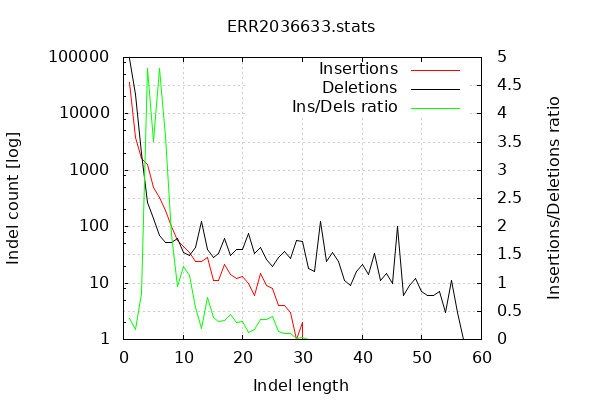 ERR2036633.stats
Insertions
Deletions
Ins/Dels ratio
Indel count [log]
100000
10000
1000
100
10
1
Insertions/Deletions ratio
5
4.5
4
3.5
3
2.5
2
1.5
1
0.5
0
0 10 20 30 40 50 60
Indel length